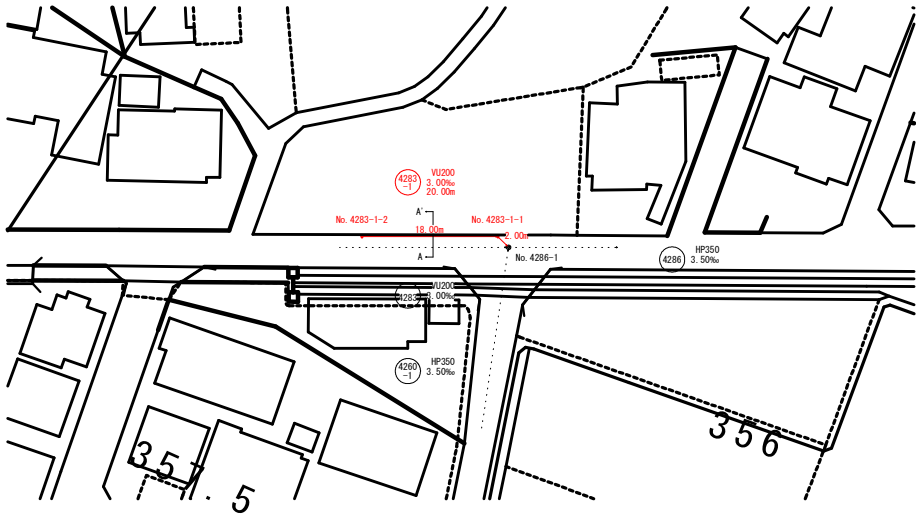 4283
-1
VU200
3.00‰
20.00m
A'
No. 4283-1-2
18.00m
No. 4283-1-1
2.00m
A
No. 4286-1
4286
HP350
3.50‰
4283
VU200
3.00‰
4260
-1
HP350
3.50‰
356
357
5